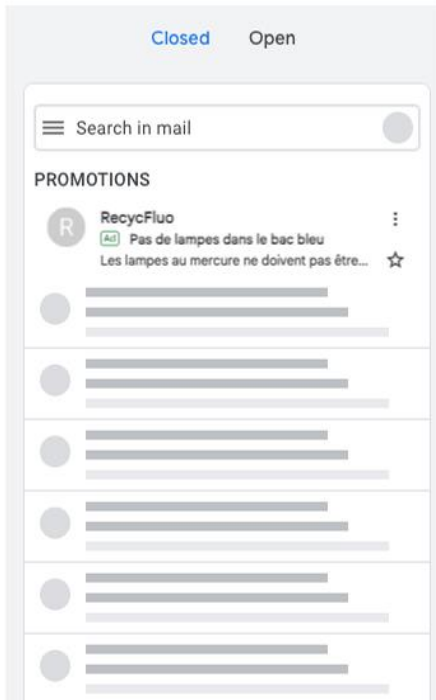 Closed Open
Search in mail
PROMOTIONS
R
RecycFluo
Ad Pas de lampes dans le bac bleu
Les lampes au mercure ne doivent pas être...